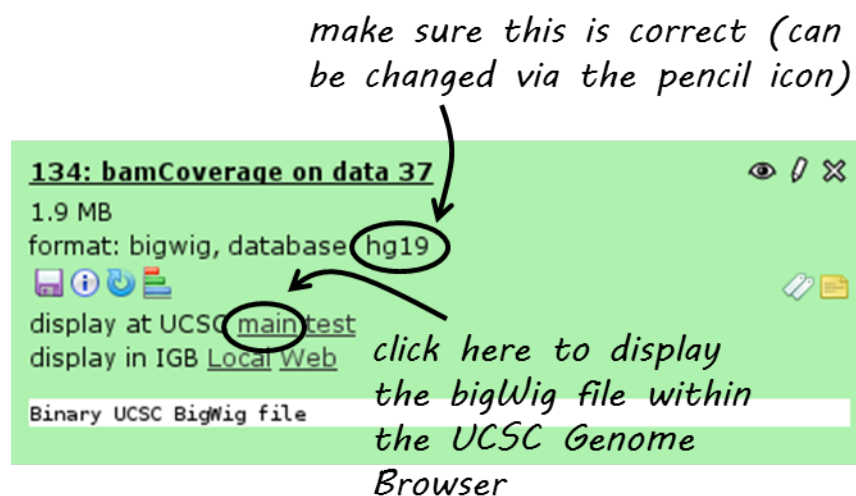 make sure this is correct (can
be changed via the pencil icon)
134: bamCoverage on data 37
1.9 MB
format: bigwig, database hg19
display at UCSC main test
display in IGB Local Web
Binary UCSC BigWig file
click here to display
the bigWig file within
the UCSC Genome
Browser